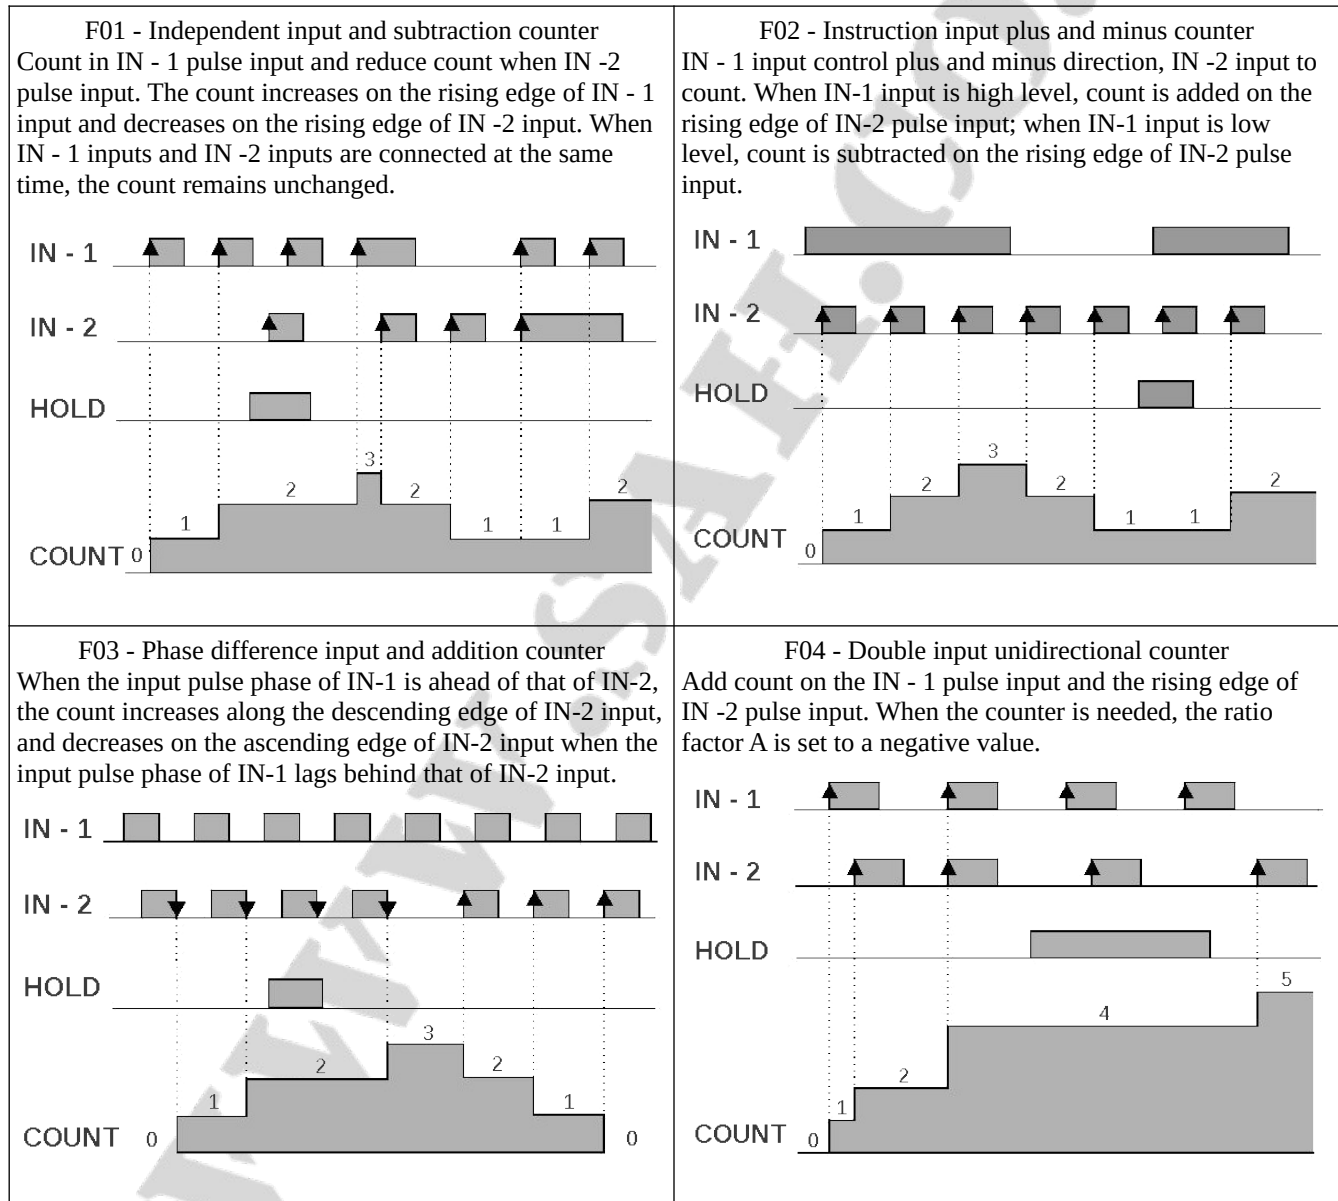 F01 - Independent input and subtraction counter
Count in IN - 1 pulse input and reduce count when IN -2
pulse input. The count increases on the rising edge of IN - 1
input and decreases on the rising edge of IN -2 input. When
IN - 1 inputs and IN -2 inputs are connected at the same
time, the count remains unchanged.
IN - 1
IN - 2
HOLD
3
2
2
2
1
1
1
COUNT 0
F02 - Instruction input plus and minus counter
IN - 1 input control plus and minus direction, IN -2 input to
count. When IN-1 input is high level, count is added on the
rising edge of IN-2 pulse input; when IN-1 input is low
level, count is subtracted on the rising edge of IN-2 pulse
input.
IN - 1
IN - 2
HOLD
3
2
2
2
1
1
1
COUNT 0
F03 - Phase difference input and addition counter
When the input pulse phase of IN-1 is ahead of that of IN-2,
the count increases along the descending edge of IN-2 input,
and decreases on the ascending edge of IN-2 input when the
input pulse phase of IN-1 lags behind that of IN-2 input.
IN - 1
IN - 2
HOLD
3
2
2
1
1
COUNT 0
0
F04 - Double input unidirectional counter
Add count on the IN - 1 pulse input and the rising edge of
IN -2 pulse input. When the counter is needed, the ratio
factor A is set to a negative value.
IN - 1
IN - 2
HOLD
5
4
2
1
COUNT 0